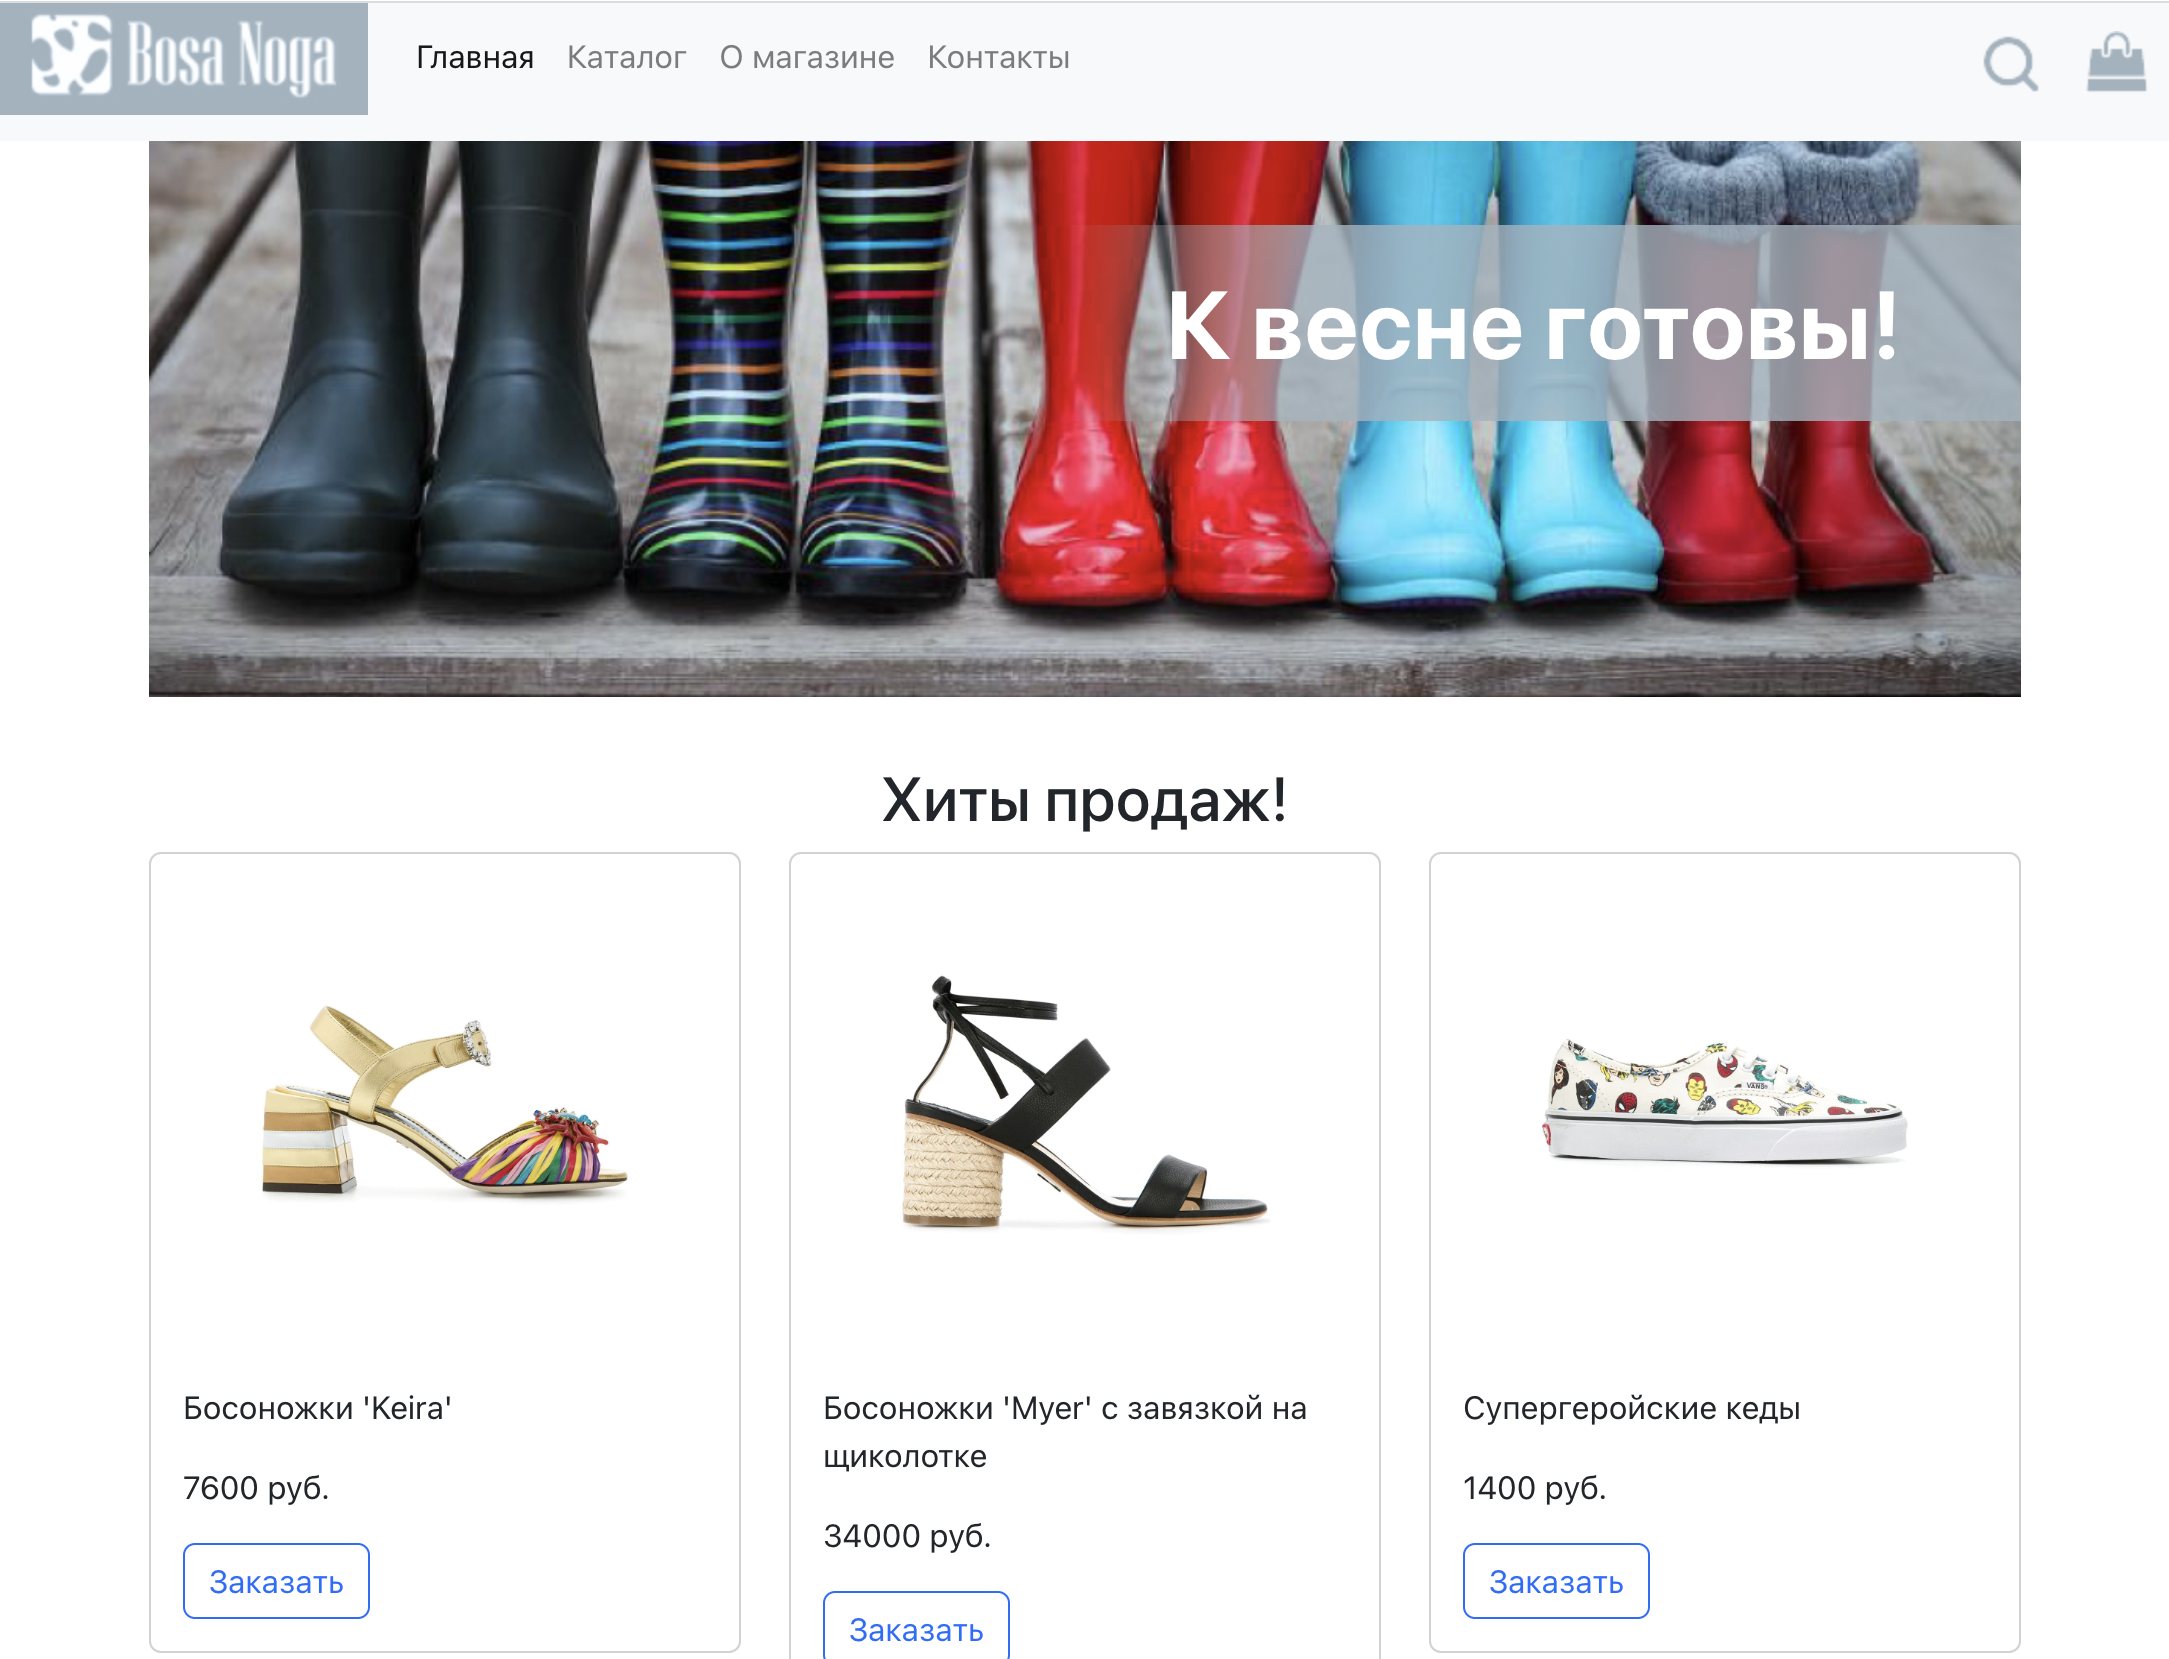 Bosa Noga
Главная Каталог О магазине Контакты
К весне готовы!
Хиты продаж!
VANS
Босоножки 'Keira'
7600 руб.
Заказать
Босоножки 'Myer' с завязкой на
щиколотке
34000 руб.
Заказать
Супергеройские кеды
1400 руб.
Заказать